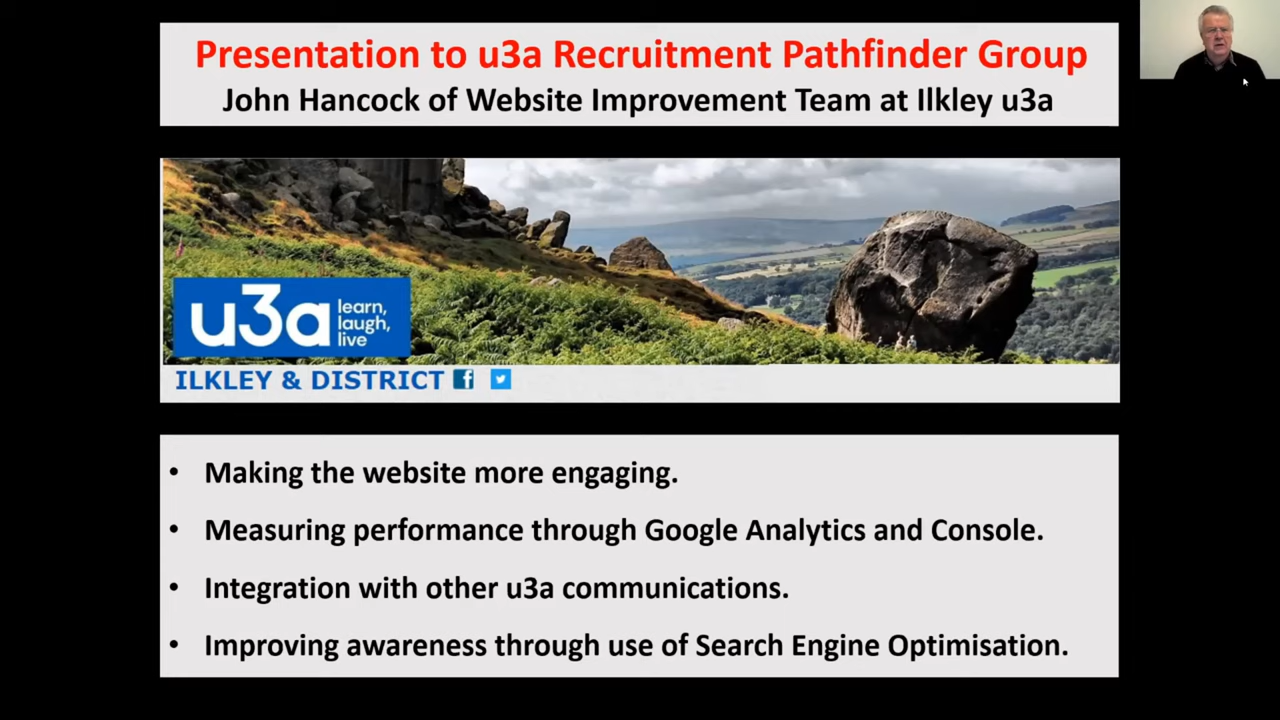 Presentation to u3a Recruitment Pathfinder Group
John Hancock of Website Improvement Team at Ilkley u3a
u3a learn,
laugh,
live
ILKLEY & DISTRICT f
• Making the website more engaging.
• Measuring performance through Google Analytics and Console.
• Integration with other u3a communications.
• Improving awareness through use of Search Engine Optimisation.